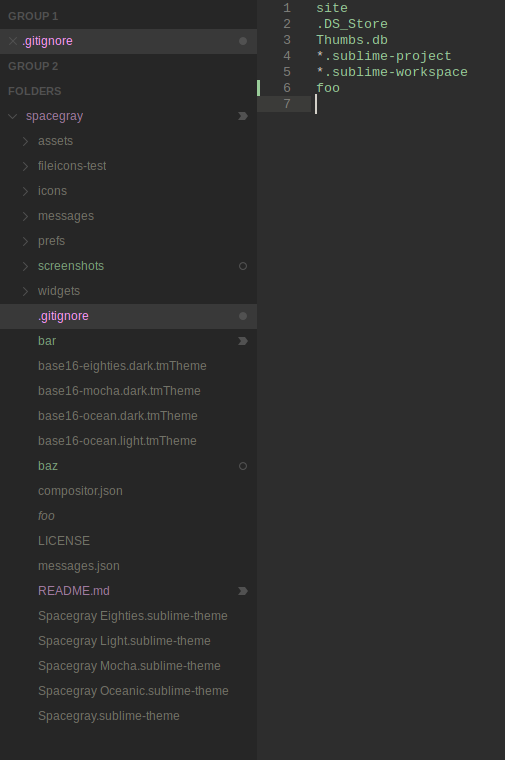 GROUP 1
.gitignore
GROUP 2
FOLDERS
spacegray
assets
fileicons-test
icons
messages
prefs
screenshots
widgets
.gitignore
bar
base16-eighties.dark.tmTheme
base16-mocha.dark.tmTheme
base16-ocean.dark.tmTheme
base16-ocean.light.tmTheme
baz
compositor.json
foo
LICENSE
messages.json
README.md
Spacegray Eighties.sublime-theme
Spacegray Light.sublime-theme
Spacegray Mocha.sublime-theme
Spacegray Oceanic.sublime-theme
Spacegray.sublime-theme
1 site
2 .DS_Store
3 Thumbs.db
4 *.sublime-project
5 *.sublime-workspace
6 foo
7